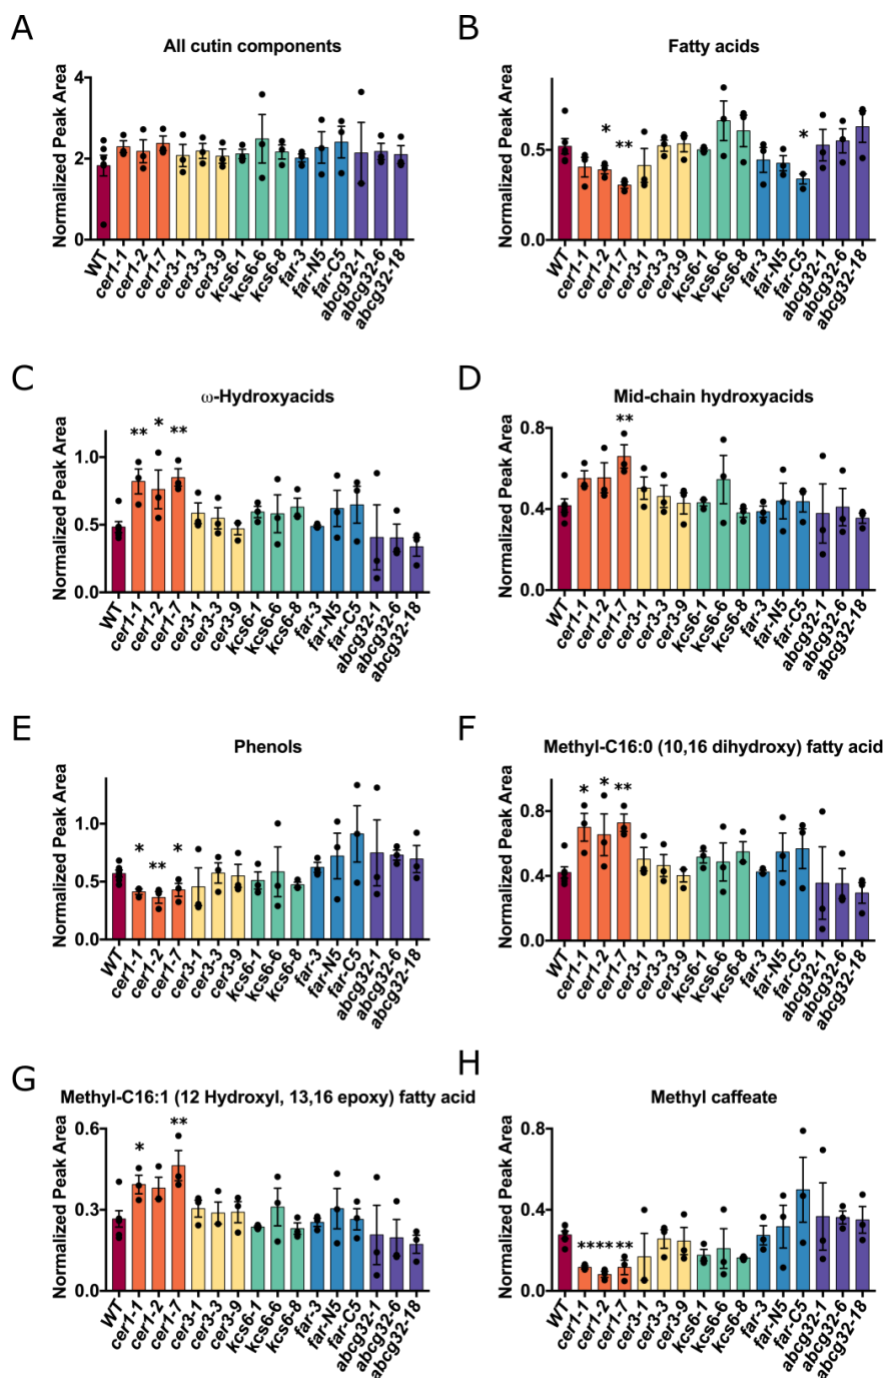 A
All cutin components
Normalized Peak Area
4
2
0
WT
cer1-1
cer1-2
cer1-7
cer3-1
cer3-3
cer3-9
kcs6-1
kcs6-6
kcs6-8
far-3
far-N5
far-C5
abcg32-1
abcg32-6
abcg32-18
B
Fatty acids
Normalized Peak Area
0.5
0.0
*
**
*
WT
cer1-1
cer1-2
cer1-7
cer3-1
cer3-3
cer3-9
kcs6-1
kcs6-6
kcs6-8
far-3
far-N5
far-C5
abcg32-1
abcg32-6
abcg32-18
C
ω-Hydroxyacids
Normalized Peak Area
1.0
0.5
0.0
**
*
**
WT
cer1-1
cer1-2
cer1-7
cer3-1
cer3-3
cer3-9
kcs6-1
kcs6-6
kcs6-8
far-3
far-N5
far-C5
abcg32-1
abcg32-6
abcg32-18
D
Mid-chain hydroxyacids
Normalized Peak Area
0.8
0.4
0.0
**
WT
cer1-1
cer1-2
cer1-7
cer3-1
cer3-3
cer3-9
kcs6-1
kcs6-6
kcs6-8
far-3
far-N5
far-C5
abcg32-1
abcg32-6
abcg32-18
E
Phenols
Normalized Peak Area
1.0
0.5
0.0
*
**
*
WT
cer1-1
cer1-2
cer1-7
cer3-1
cer3-3
cer3-9
kcs6-1
kcs6-6
kcs6-8
far-3
far-N5
far-C5
abcg32-1
abcg32-6
abcg32-18
F
Methyl-C16:0 (10,16 dihydroxy) fatty acid
Normalized Peak Area
0.8
0.4
0.0
*
*
**
WT
cer1-1
cer1-2
cer1-7
cer3-1
cer3-3
cer3-9
kcs6-1
kcs6-6
kcs6-8
far-3
far-N5
far-C5
abcg32-1
abcg32-6
abcg32-18
G
Methyl-C16:1 (12 Hydroxyl, 13,16 epoxy) fatty acid
Normalized Peak Area
0.6
0.3
0.0
*
**
WT
cer1-1
cer1-2
cer1-7
cer3-1
cer3-3
cer3-9
kcs6-1
kcs6-6
kcs6-8
far-3
far-N5
far-C5
abcg32-1
abcg32-6
abcg32-18
H
Methyl caffeate
Normalized Peak Area
0.8
0.4
0.0
******
WT
cer1-1
cer1-2
cer1-7
cer3-1
cer3-3
cer3-9
kcs6-1
kcs6-6
kcs6-8
far-3
far-N5
far-C5
abcg32-1
abcg32-6
abcg32-18